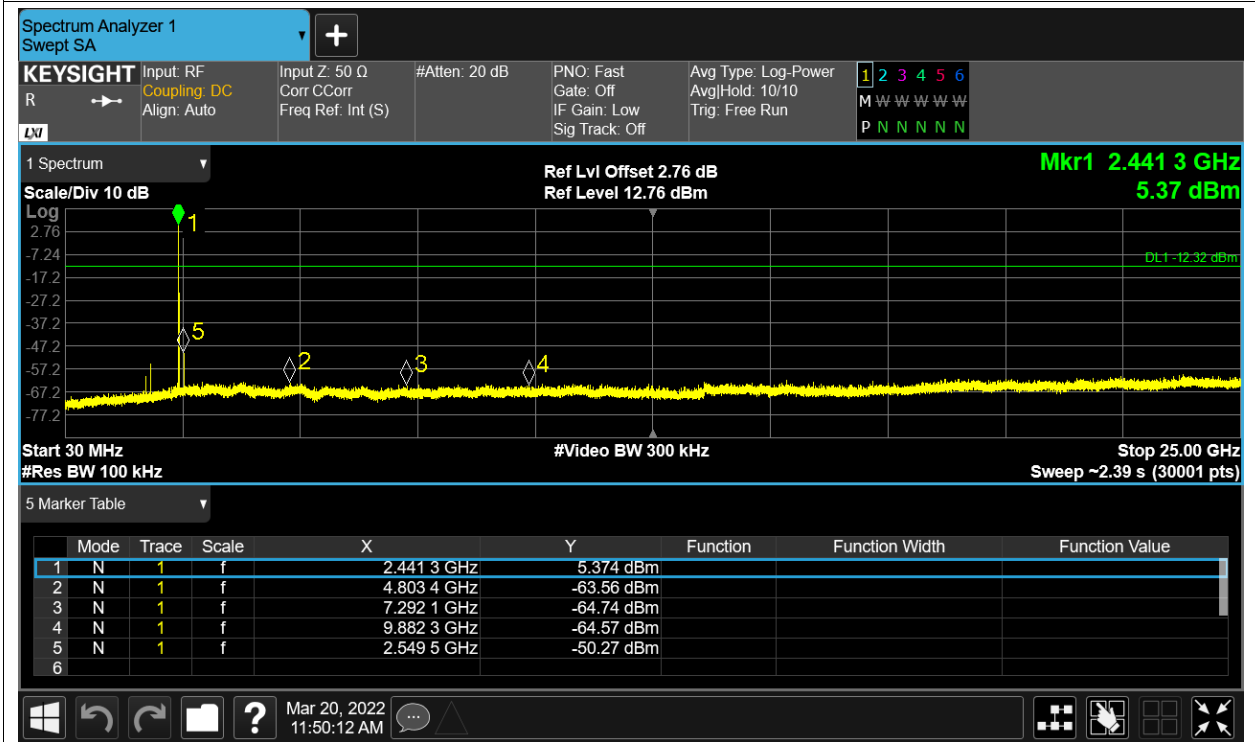 Spectrum Analyzer 1
Swept SA
KEYSIGHT
R
LXI
Input: RF
Coupling: DC
Align: Auto
Input Z: 50 Ω
Corr CCorr
Freq Ref: Int (S)
#Atten: 20 dB
PNO: Fast
Gate: Off
IF Gain: Low
Sig Track: Off
Avg Type: Log-Power
Avg|Hold: 10/10
Trig: Free Run
1 2 3 4 5 6
M W W W W W
P N N N N N
1 Spectrum
Scale/Div 10 dB
Ref Lvl Offset 2.76 dB
Ref Level 12.76 dBm
Mkr1 2.441 3 GHz
5.37 dBm
Log
2.76
-7.24
-17.2
-27.2
-37.2
-47.2
-57.2
-67.2
-77.2
1
5
2
3
4
DL1 -12.32 dBm
Start 30 MHz
#Res BW 100 kHz
#Video BW 300 kHz
Stop 25.00 GHz
Sweep ~2.39 s (30001 pts)
5 Marker Table
Mode Trace Scale X Y Function Function Width Function Value
1 N 1 f 2.441 3 GHz 5.374 dBm
2 N 1 f 4.803 4 GHz -63.56 dBm
3 N 1 f 7.292 1 GHz -64.74 dBm
4 N 1 f 9.882 3 GHz -64.57 dBm
5 N 1 f 2.549 5 GHz -50.27 dBm
6
?
Mar 20, 2022
11:50:12 AM